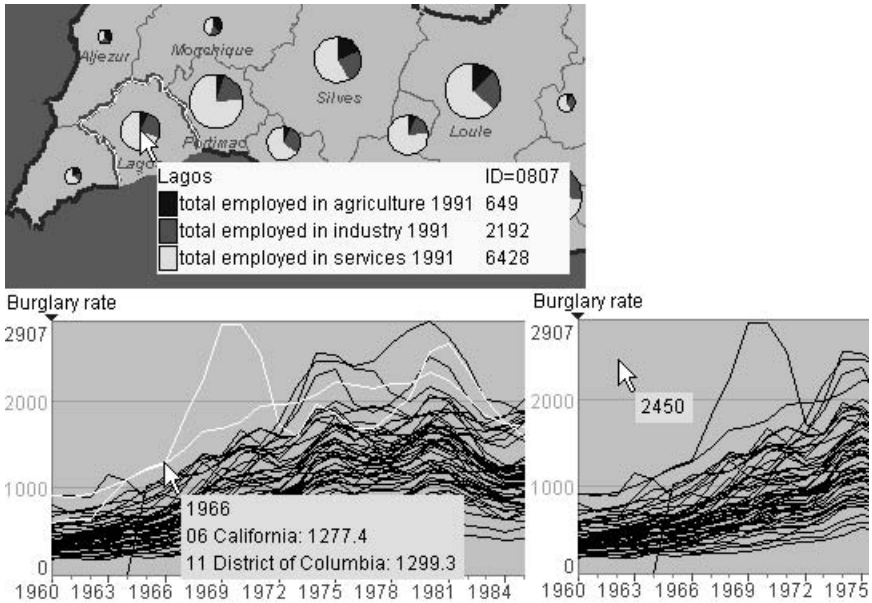 Aljezur
Monchique
Silves
Loule
Portimao
Lagos
Lagos ID=0807
total employed in agriculture 1991 649
total employed in industry 1991 2192
total employed in services 1991 6428
Burglary rate
2907
2000
1000
0
1960 1963 1966 1969 1972 1975 1978 1981 1984
1966
06 California: 1277.4
11 District of Columbia: 1299.3
Burglary rate
2907
2000
1000
0
1960 1963 1966 1969 1972 1975
2450